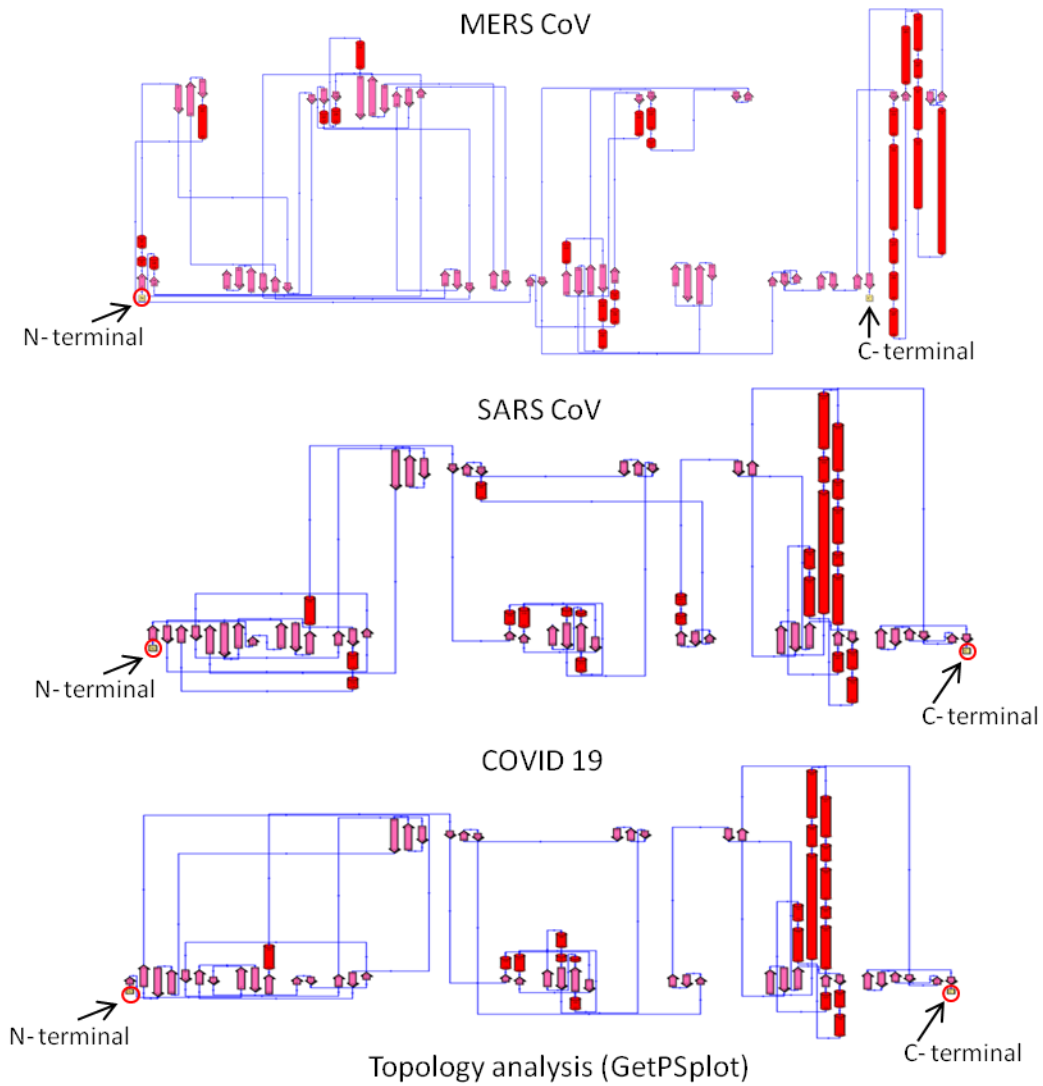 MERS CoV
N- terminal
C- terminal
SARS CoV
N- terminal
C- terminal
COVID 19
N- terminal
C- terminal
Topology analysis (GetPSplot)